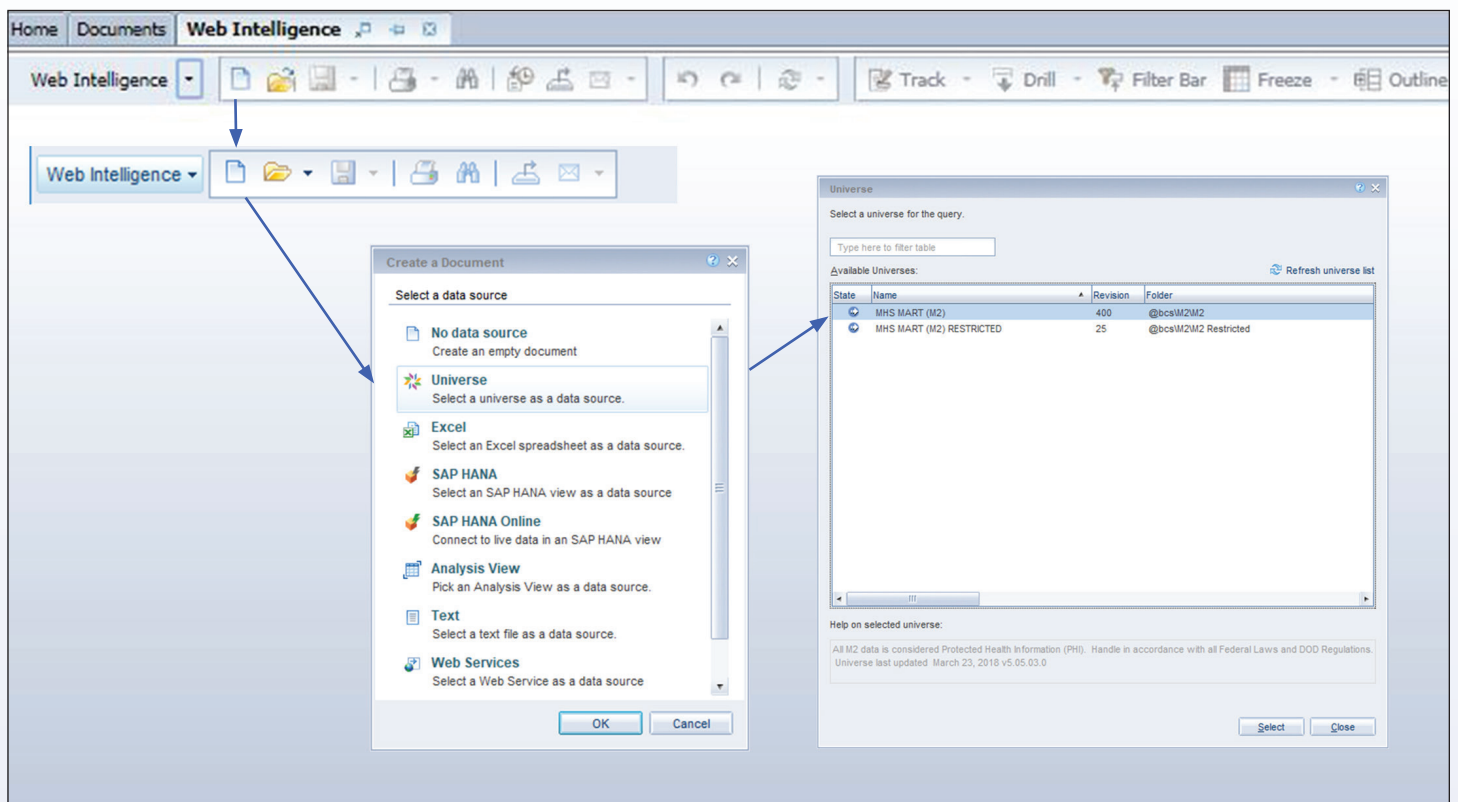 Home Documents Web Intelligence
Web Intelligence Track Drill Filter Bar Freeze Outline
Web Intelligence
Create a Document
Select a data source
No data source
Create an empty document
Universe
Select a universe as a data source.
Excel
Select an Excel spreadsheet as a data source.
SAP HANA
Select an SAP HANA view as a data source
SAP HANA Online
Connect to live data in an SAP HANA view
Analysis View
Pick an Analysis View as a data source.
Text
Select a text file as a data source.
Web Services
Select a Web Service as a data source
OK Cancel
Universe
Select a universe for the query.
Type here to filter table
Available Universes: Refresh universe list
State Name Revision Folder
MHS MART (M2) 400 @bcs\M2\M2
MHS MART (M2) RESTRICTED 25 @bcs\M2\M2 Restricted
Help on selected universe:
All M2 data is considered Protected Health Information (PHI). Handle in accordance with all Federal Laws and DOD Regulations.
Universe last updated March 23, 2018 v5.05.03.0
Select Close